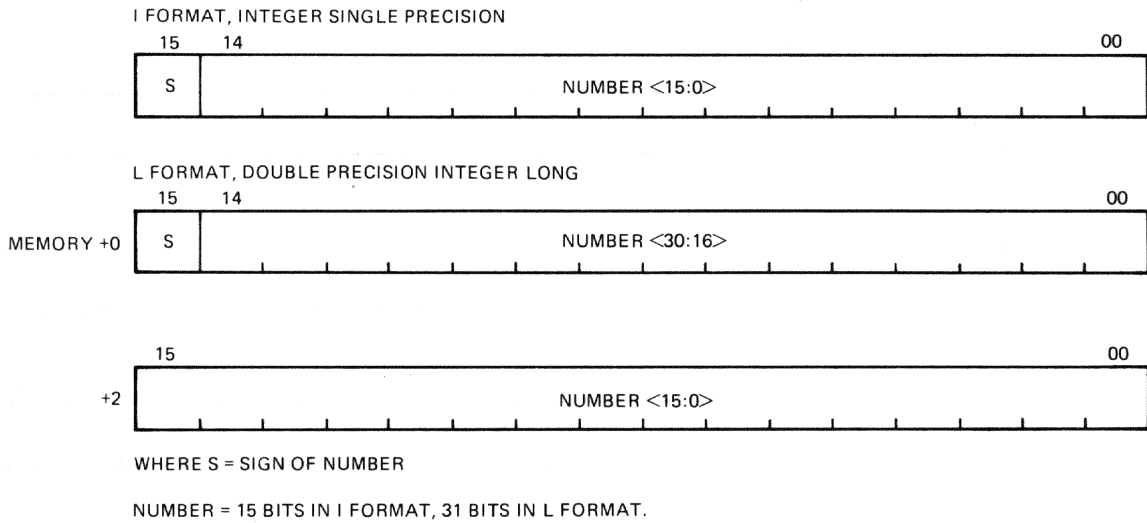 I FORMAT, INTEGER SINGLE PRECISION
15 14 00
S NUMBER <15:0>
L FORMAT, DOUBLE PRECISION INTEGER LONG
15 14 00
MEMORY +0 S NUMBER <30:16>
15 00
+2 NUMBER <15:0>
WHERE S = SIGN OF NUMBER
NUMBER = 15 BITS IN I FORMAT, 31 BITS IN L FORMAT.